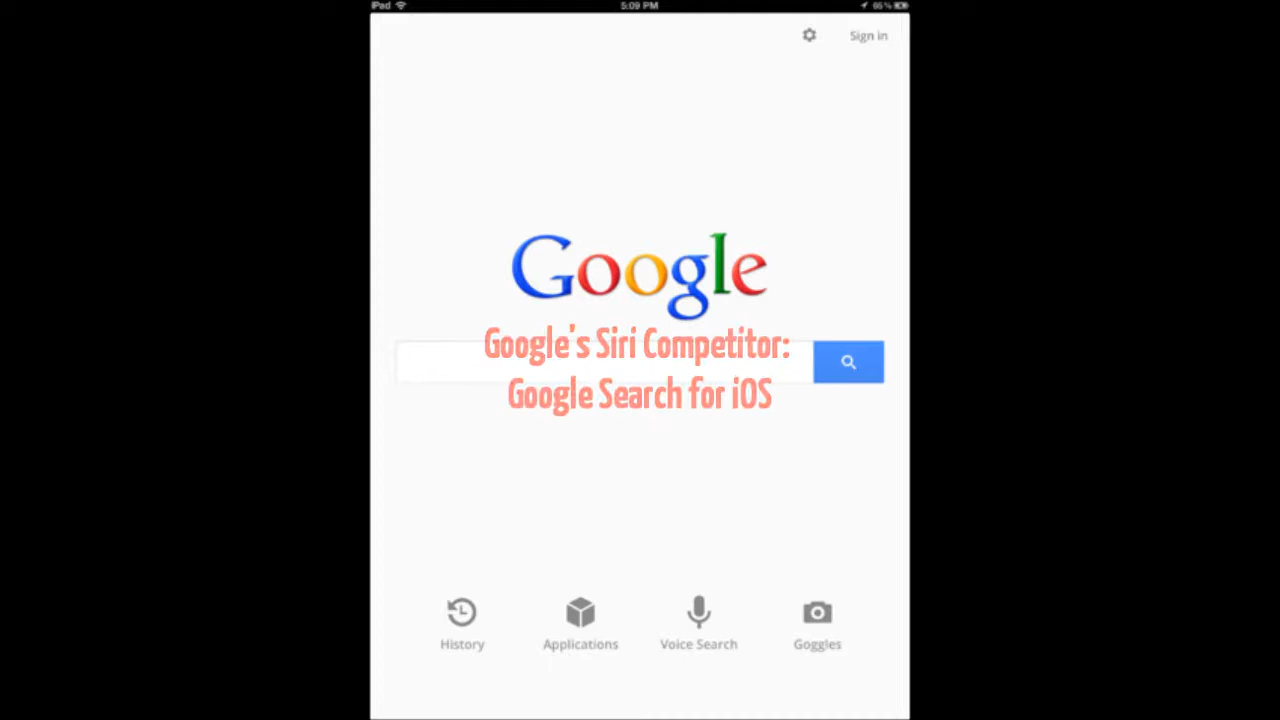 iPad 5:09 PM 65%
Sign in
Google
Google's Siri Competitor:
Google Search for iOS
History Applications Voice Search Goggles